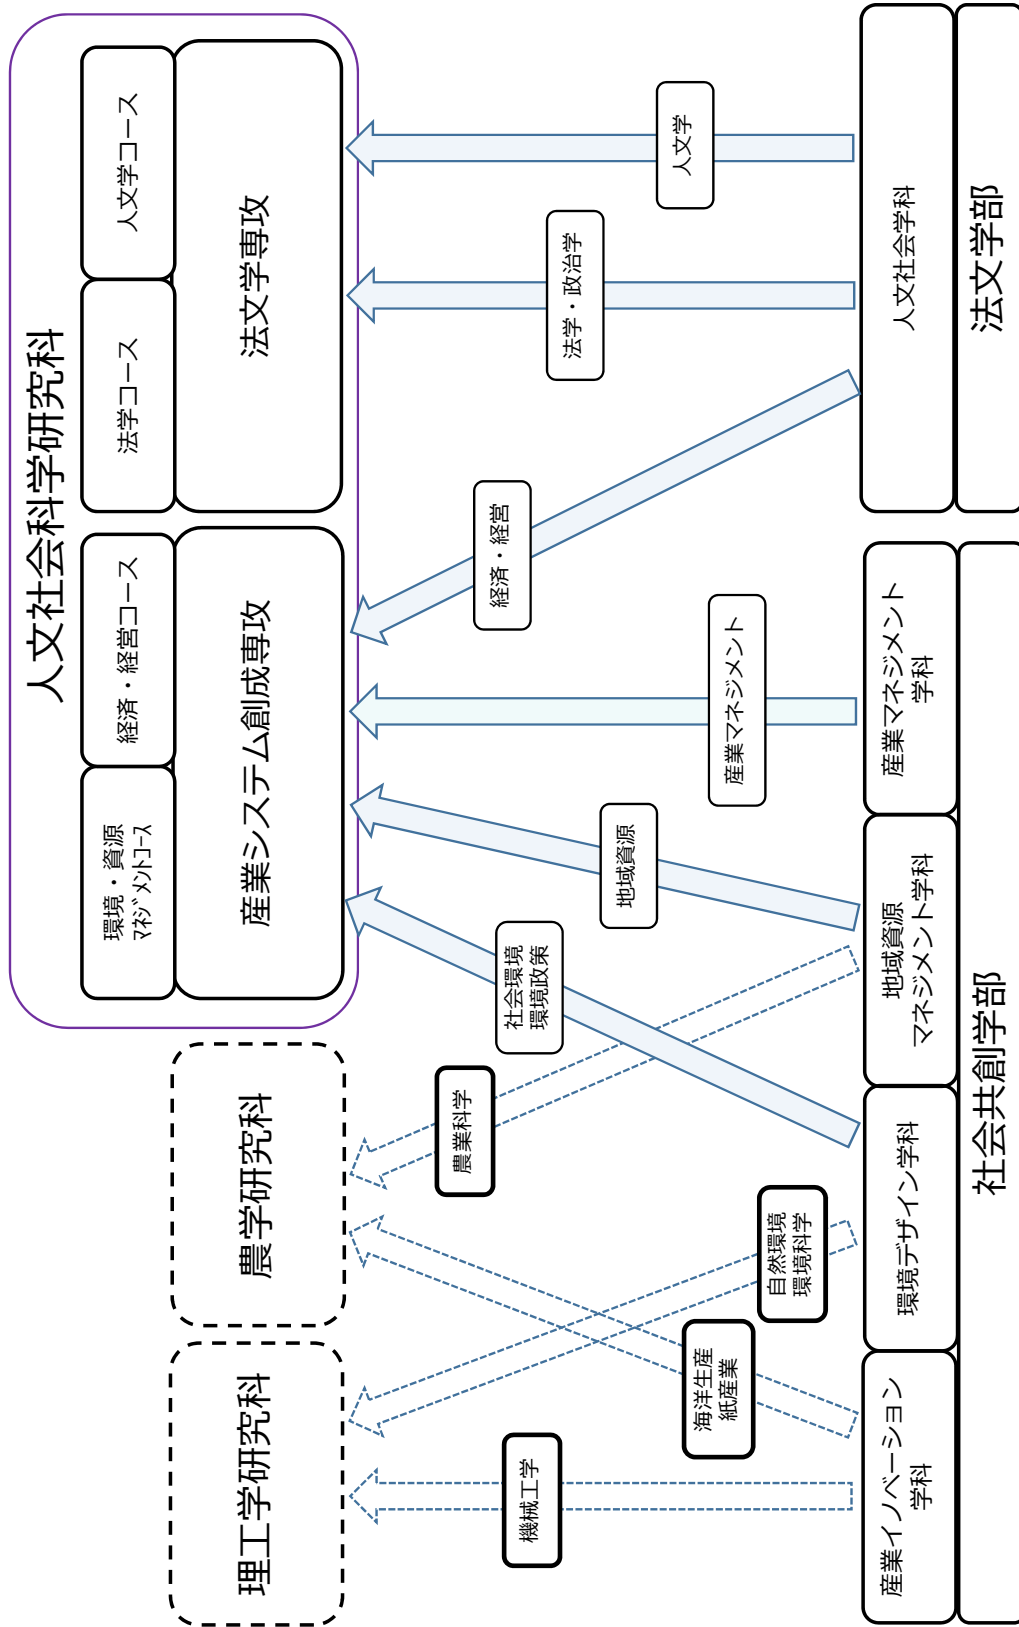 人文社会科学研究科
環境・資源
ﾏﾈｼﾞﾒﾝﾄｺｰｽ
経済・経営コース
法学コース
人文学コース
理工学研究科
農学研究科
産業システム創成専攻
法文学専攻
機械工学
海洋生産
紙産業
自然環境
環境科学
農業科学
社会環境
環境政策
地域資源
産業マネジメント
経済・経営
法学・政治学
人文学
産業イノベーション
学科
環境デザイン学科
地域資源
マネジメント学科
産業マネジメント
学科
人文社会学科
社会共創学部
法文学部